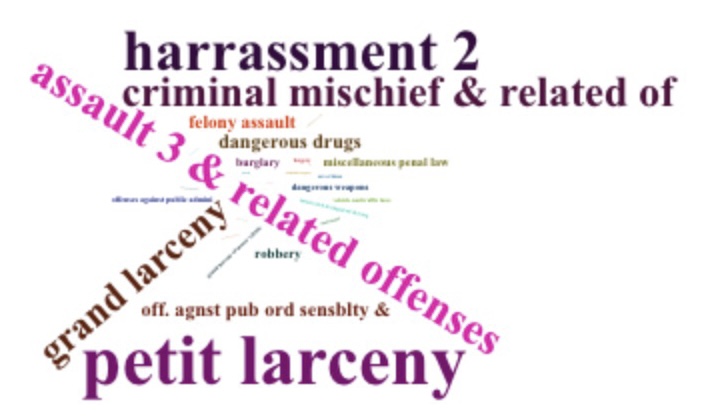 harrassment 2
criminal mischief & related of
assault 3 & related offenses
felony assault
dangerous drugs
burglary
miscellaneous penal law
dangerous weapons
offenses against public admini
grand larceny
robbery
off. agnst pub ord sensblty &
petit larceny